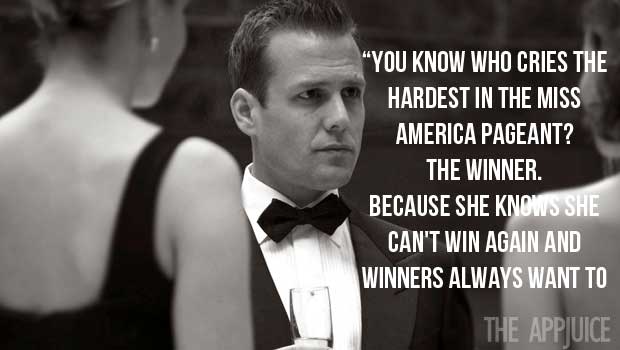 “YOU KNOW WHO CRIES THE
HARDEST IN THE MISS
AMERICA PAGEANT?
THE WINNER.
BECAUSE SHE KNOWS SHE
CAN'T WIN AGAIN AND
WINNERS ALWAYS WANT TO
THE APPJUICE